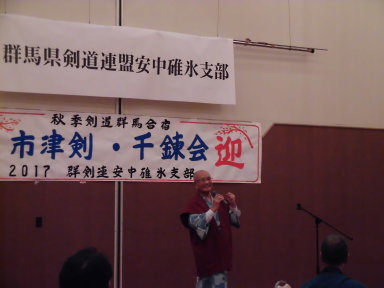 群馬県剣道連盟安中碓氷支部
秋季剣道群馬合宿
市津剣・千錬会 迎
2017 群剣連安中碓氷支部